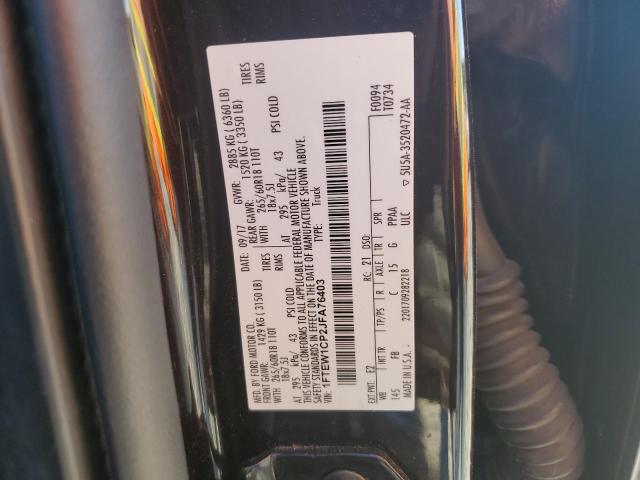 MFD. BY FORD MOTOR CO.
DATE: 09/17 GVWR: 2885 KG ( 6360 LB)
FRONT GAWR: 1429 KG ( 3150 LB) REAR GAWR: 1520 KG ( 3350 LB)
WITH 265/60R18 110T TIRES WITH 265/60R18 110T TIRES
18x7.5J RIMS 18x7.5J RIMS
AT 295 kPa/ 43 PSI COLD AT 295 kPa/ 43 PSI COLD
THIS VEHICLE CONFORMS TO ALL APPLICABLE FEDERAL MOTOR VEHICLE
SAFETY STANDARDS IN EFFECT ON THE DATE OF MANUFACTURE SHOWN ABOVE.
VIN: 1FTEW1CP2JFA76403 TYPE: Truck
F0094
T0734
EXT PNT: E2 RC: 21 DSO:
WB INT TR TP/PS R AXLE TR SPR
145 FB C 15 G PPAA
MADE IN U.S.A. 2201709282218 ULC
▽ 5U5A-3520472-AA